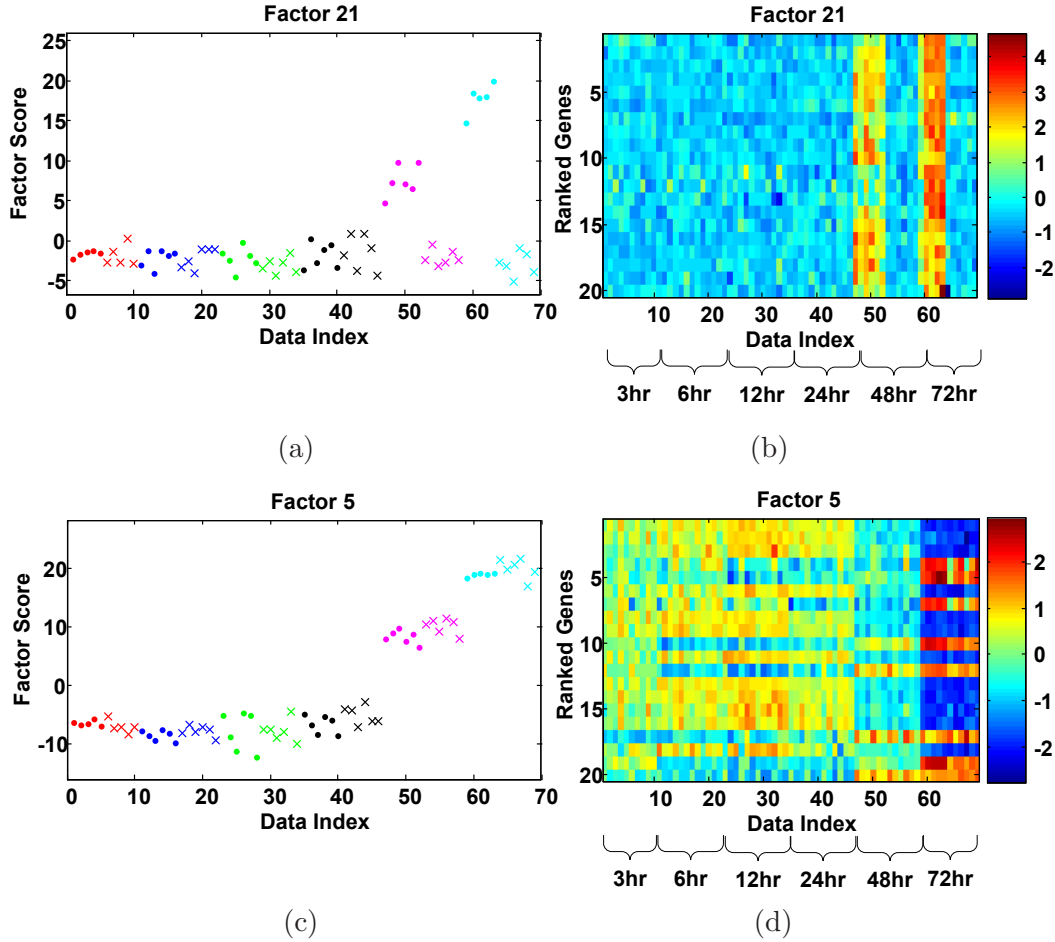 Factor 21
Factor Score
25
20
15
10
5
0
-5
0 10 20 30 40 50 60 70
Data Index
(a)
Factor 21
Ranked Genes
5
10
15
20
10 20 30 40 50 60
Data Index
3hr 6hr 12hr 24hr 48hr 72hr
4
3
2
1
0
-1
-2
(b)
Factor 5
Factor Score
20
10
0
-10
0 10 20 30 40 50 60 70
Data Index
(c)
Factor 5
Ranked Genes
5
10
15
20
10 20 30 40 50 60
Data Index
3hr 6hr 12hr 24hr 48hr 72hr
2
1
0
-1
-2
(d)